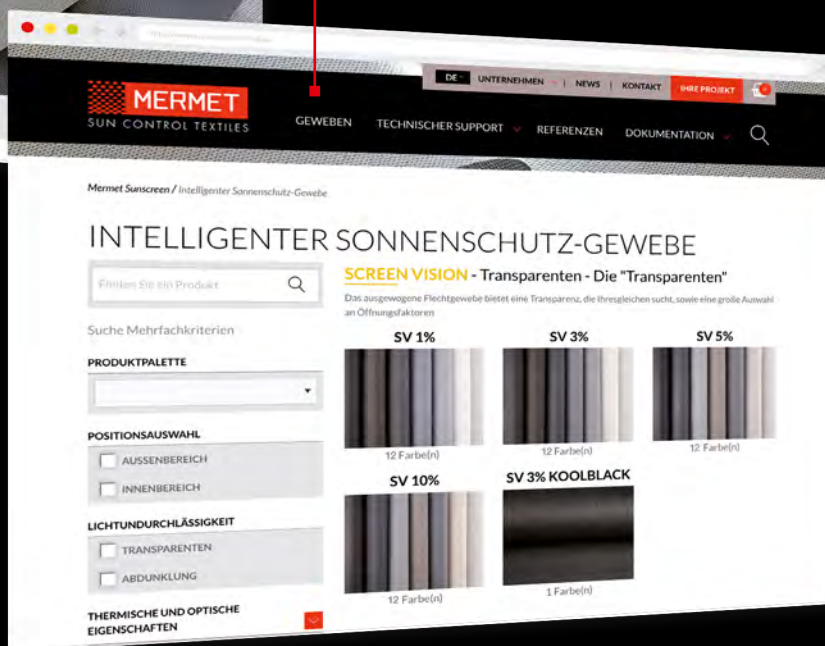 DE
UNTERNEHMEN | NEWS | KONTAKT
IHRE PROJEKT
MERMET
SUN CONTROL TEXTILES
GEWEBEN
TECHNISCHER SUPPORT
REFERENZEN
DOKUMENTATION
Mermet Sunscreen / Intelligenter Sonnenschutz-Gewebe
INTELLIGENTER SONNENSCHUTZ-GEWEBE
Finden Sie ein Produkt
Suche Mehrfachkriterien
PRODUKTPALETTE
POSITIONSAUSWAHL
AUSSENBEREICH
INNENBEREICH
LICHTUNDURCHLÄSSIGKEIT
TRANSPARENTEN
ABDUNKLUNG
THERMISCHE UND OPTISCHE
EIGENSCHAFTEN
SCREEN VISION - Transparenten - Die "Transparenten"
Das ausgewogene Flechtgewebe bietet eine Transparenz, die ihresgleichen sucht, sowie eine große Auswahl
an Öffnungsfaktoren
SV 1%
12 Farbe(n)
SV 3%
12 Farbe(n)
SV 5%
12 Farbe(n)
SV 10%
12 Farbe(n)
SV 3% KOOLBLACK
1 Farbe(n)